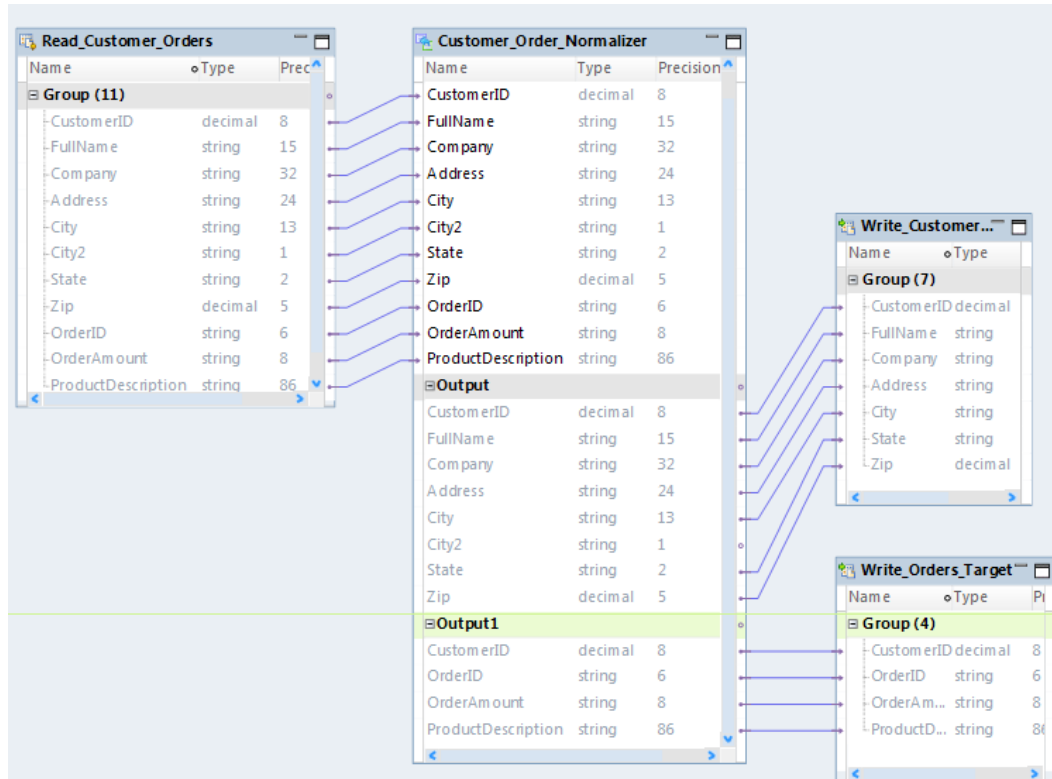 Read_Customer_Orders
Name Type Prec
Group (11)
CustomerID decimal 8
FullName string 15
Company string 32
Address string 24
City string 13
City2 string 1
State string 2
Zip decimal 5
OrderID string 6
OrderAmount string 8
ProductDescription string 86
Customer_Order_Normalizer
Name Type Precision
CustomerID decimal 8
FullName string 15
Company string 32
Address string 24
City string 13
City2 string 1
State string 2
Zip decimal 5
OrderID string 6
OrderAmount string 8
ProductDescription string 86
Output
CustomerID decimal 8
FullName string 15
Company string 32
Address string 24
City string 13
City2 string 1
State string 2
Zip decimal 5
Output1
CustomerID decimal 8
OrderID string 6
OrderAmount string 8
ProductDescription string 86
Write_Customer...
Name Type
Group (7)
CustomerID decimal
FullName string
Company string
Address string
City string
State string
Zip decimal
Write_Orders_Target
Name Type P
Group (4)
CustomerID decimal 8
OrderID string 6
OrderAm... string 8
ProductD... string 86